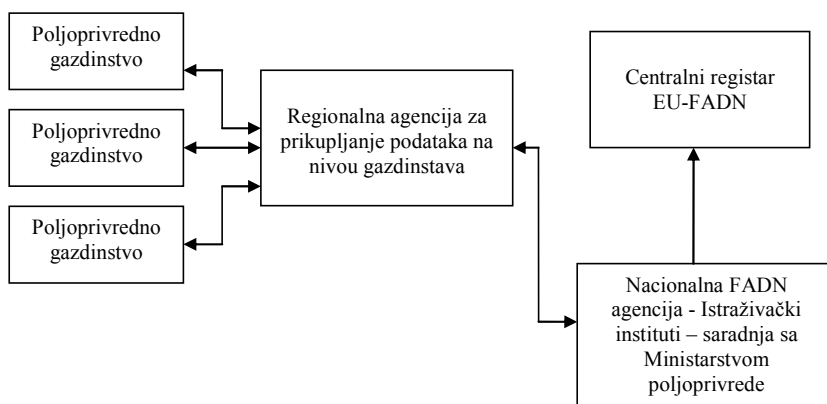 Poljoprivredno
gazdinstvo
Poljoprivredno
gazdinstvo
Poljoprivredno
gazdinstvo
Regionalna agencija za
prikupljanje podataka na
nivou gazdinstava
Centralni registar
EU-FADN
Nacionalna FADN
agencija - Istraživački
instituti – saradnja sa
Ministarstvom
poljoprivrede